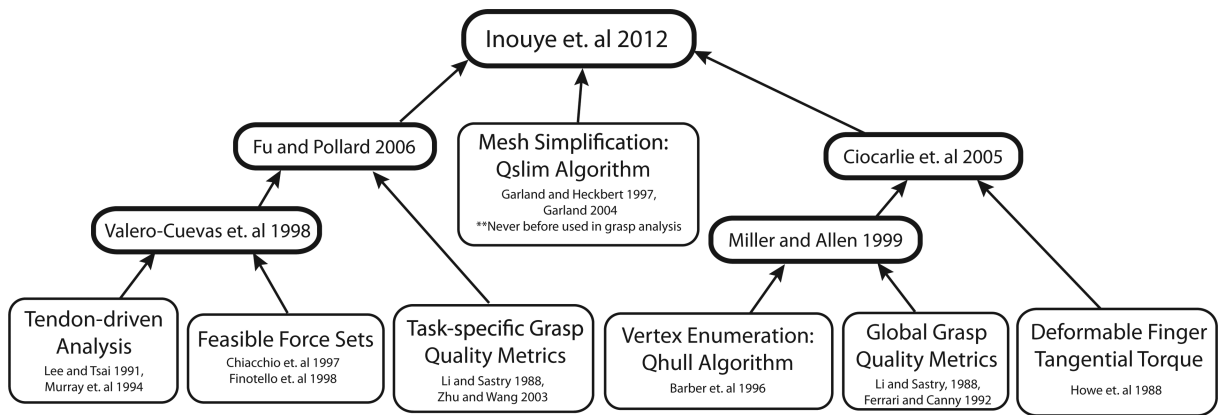 Inouye et. al 2012
Fu and Pollard 2006
Mesh Simplification:
Qslim Algorithm
Garland and Heckbert 1997,
Garland 2004
**Never before used in grasp analysis
Ciocarlie et. al 2005
Valero-Cuevas et. al 1998
Miller and Allen 1999
Tendon-driven
Analysis
Lee and Tsai 1991,
Murray et. al 1994
Feasible Force Sets
Chiacchio et. al 1997
Finotello et. al 1998
Task-specific Grasp
Quality Metrics
Li and Sastry 1988,
Zhu and Wang 2003
Vertex Enumeration:
Qhull Algorithm
Barber et. al 1996
Global Grasp
Quality Metrics
Li and Sastry, 1988,
Ferrari and Canny 1992
Deformable Finger
Tangential Torque
Howe et. al 1988